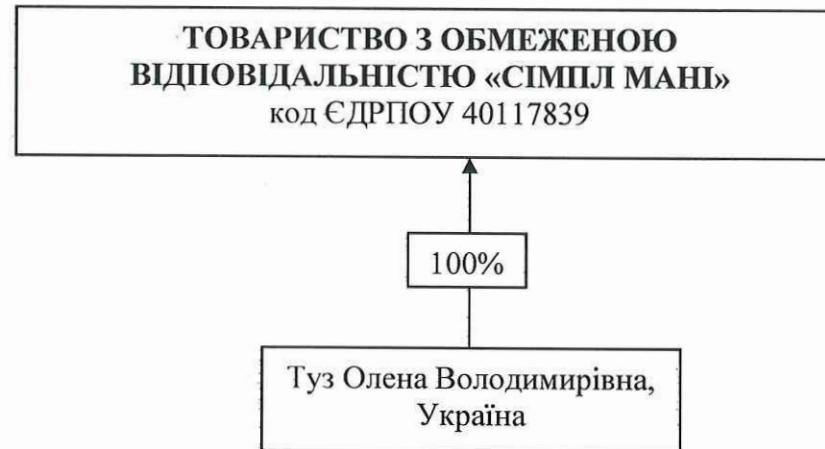 ТОВАРИСТВО З ОБМЕЖЕНОЮ
ВІДПОВІДАЛЬНІСТЮ «СІМПЛ МАНІ»
код ЄДРПОУ 40117839
100%
Туз Олена Володимирівна,
Україна